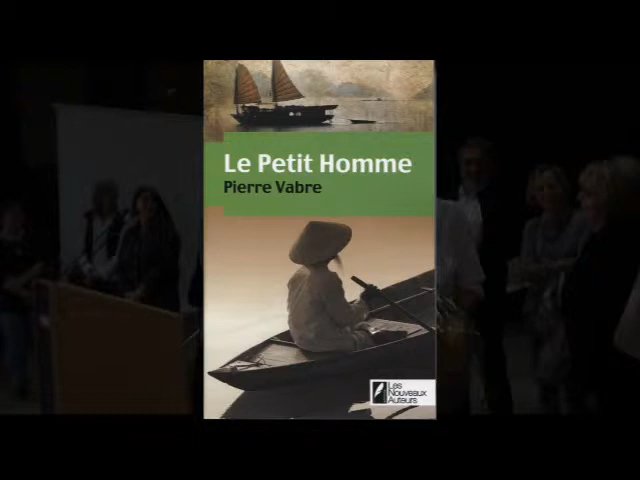 Le Petit Homme
Pierre Vabre
Les
Nouveaux
Auteurs